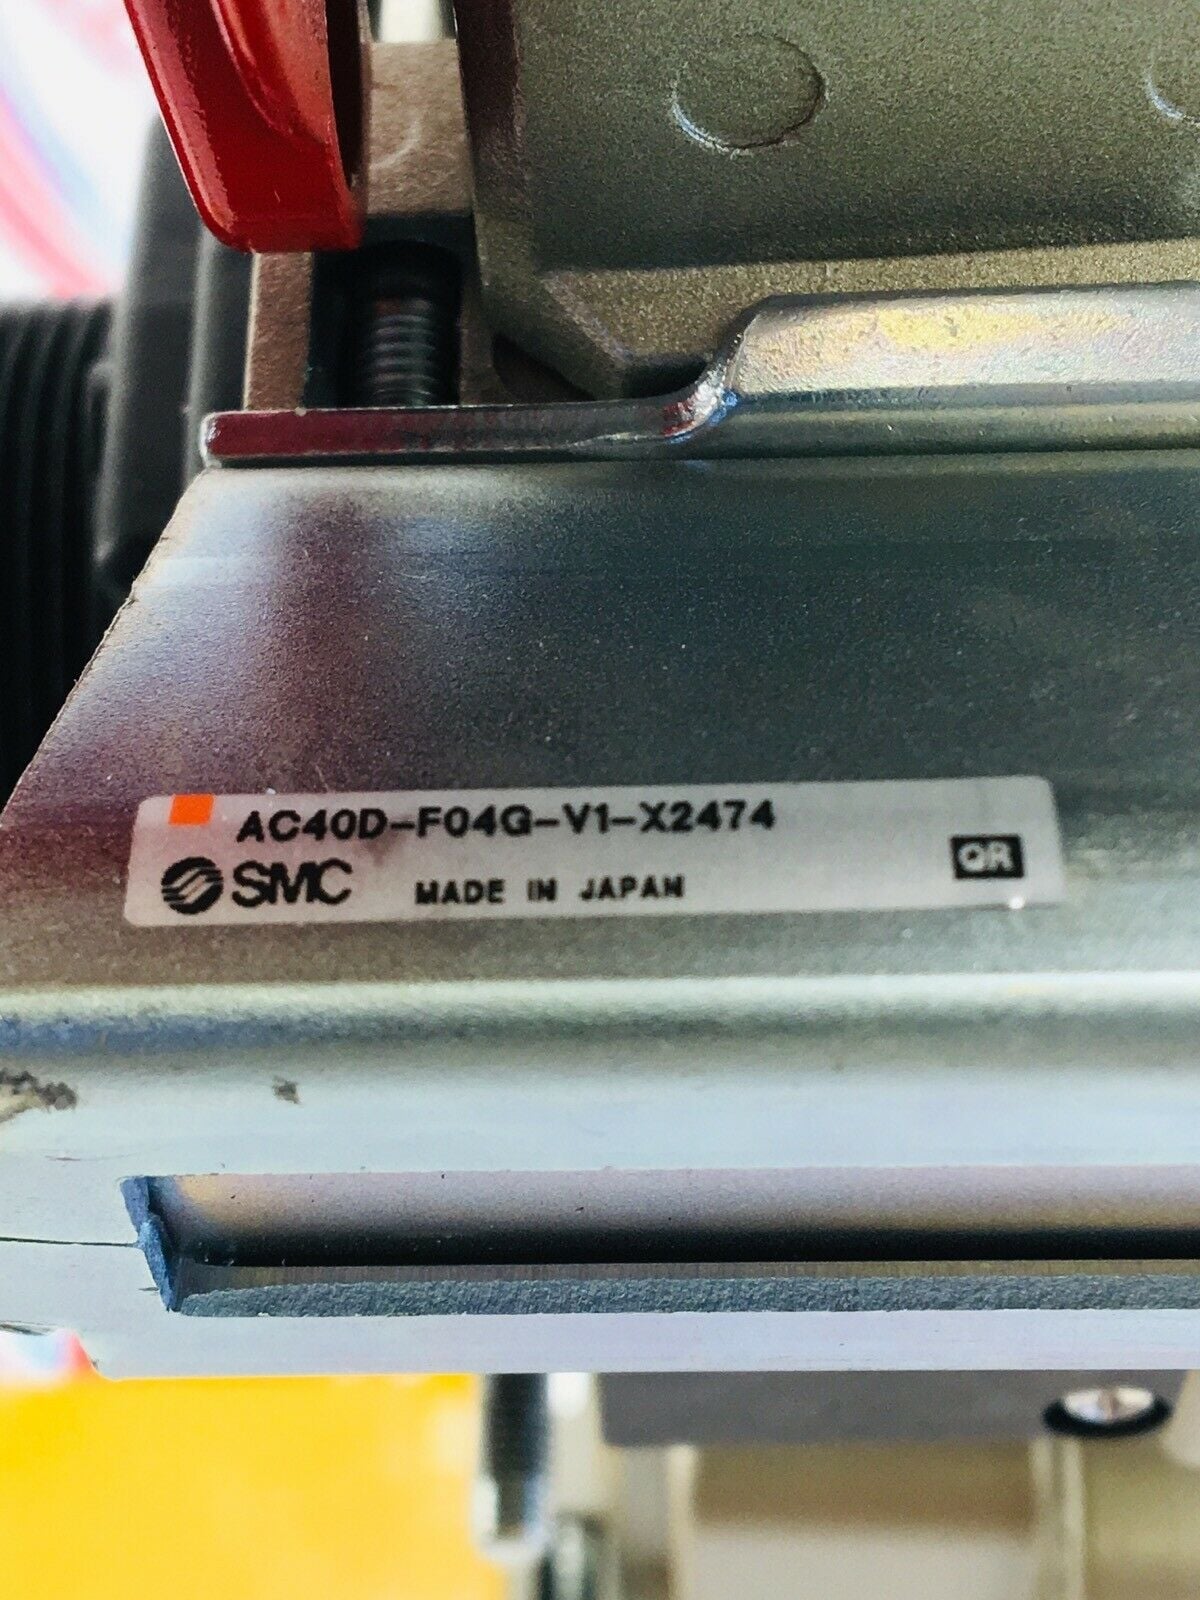 AC40D-F04G-V1-X2474
SMC MADE IN JAPAN QR